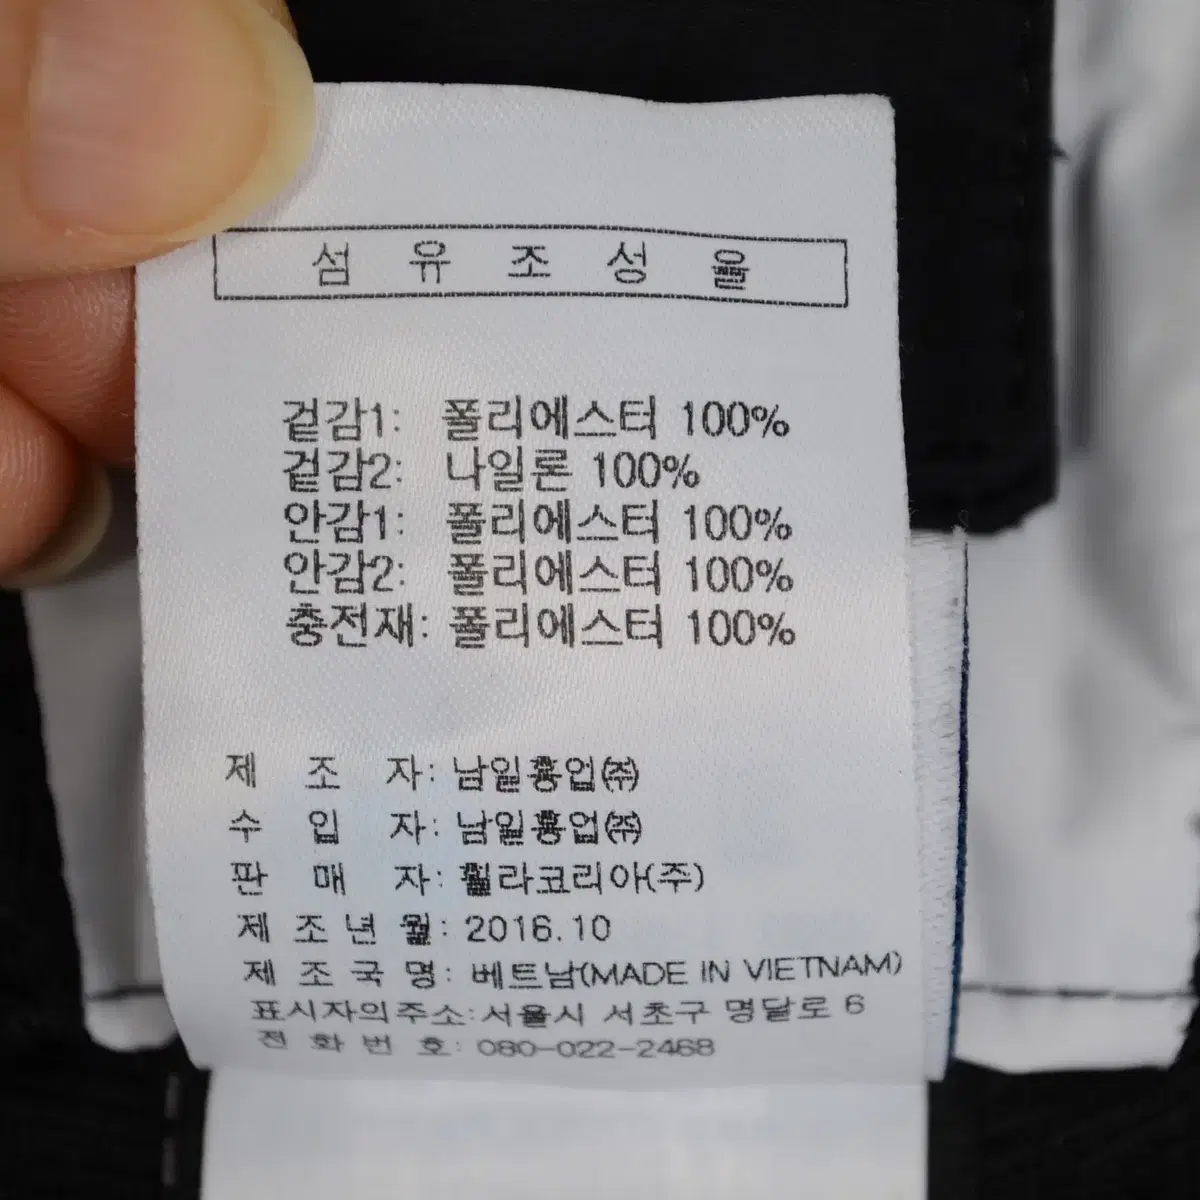 섬 유 조 성 율
겉감1: 폴리에스터 100%
겉감2: 나일론 100%
안감1: 폴리에스터 100%
안감2: 폴리에스터 100%
충전재: 폴리에스터 100%
제 조 자: 남일흥업㈜
수 입 자: 남일흥업㈜
판 매 자: 휠라코리아(주)
제 조 년 월: 2016.10
제 조 국 명: 베트남(MADE IN VIETNAM)
표시자의주소:서울시 서초구 명달로 6
전 화 번 호: 080-022-2468